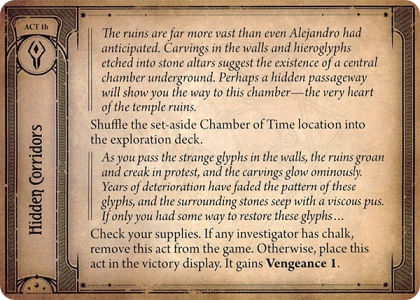 ACT 1b
Hidden Corridors
The ruins are far more vast than even Alejandro had
anticipated. Carvings in the walls and hieroglyphs
etched into stone altars suggest the existence of a central
chamber underground. Perhaps a hidden passageway
will show you the way to this chamber—the very heart
of the temple ruins.
Shuffle the set-aside Chamber of Time location into
the exploration deck.
As you pass the strange glyphs in the walls, the ruins groan
and creak in protest, and the carvings glow ominously.
Years of deterioration have faded the pattern of these
glyphs, and the surrounding stones seep with a viscous pus.
If only you had some way to restore these glyphs…
Check your supplies. If any investigator has chalk,
remove this act from the game. Otherwise, place this
act in the victory display. It gains Vengeance 1.